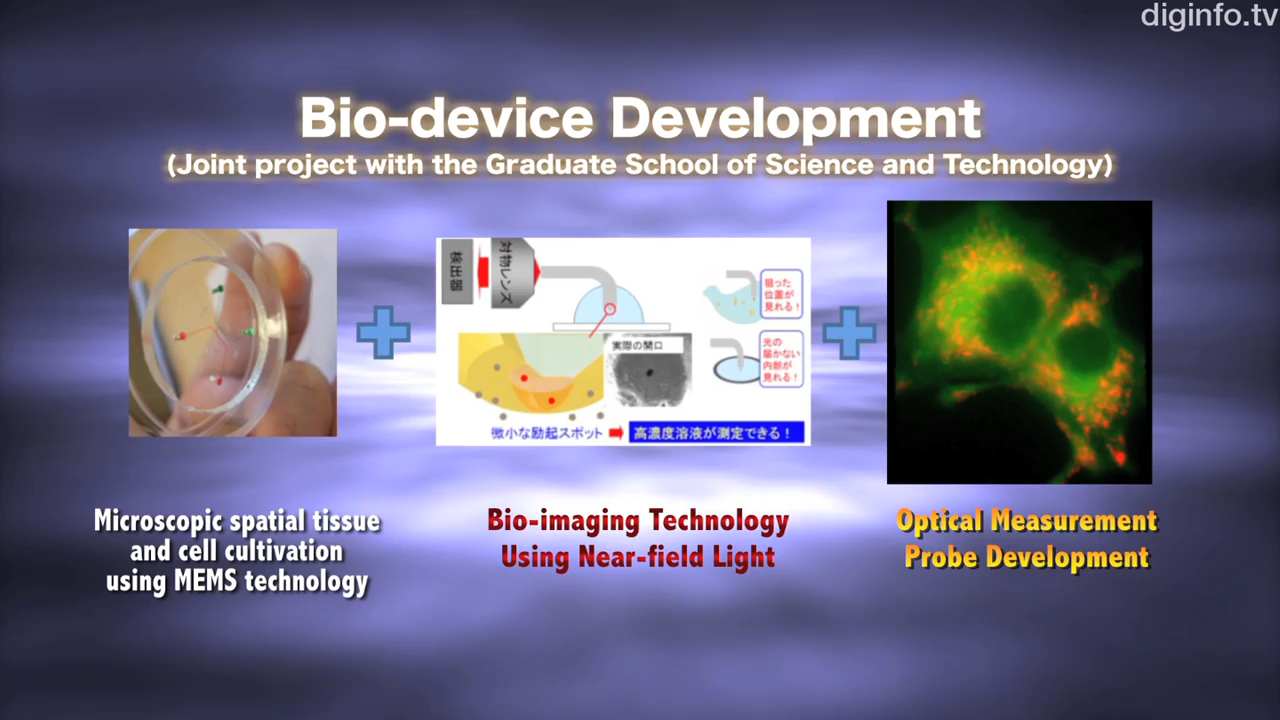 diginfo.tv
Bio-device Development
(Joint project with the Graduate School of Science and Technology)
検出器
対物レンズ
狙った
位置が
見れる！
実際の開口
光の
届かない
内部が
見れる！
微小な励起スポット
高濃度溶液が測定できる！
Microscopic spatial tissue
and cell cultivation
using MEMS technology
Bio-imaging Technology
Using Near-field Light
Optical Measurement
Probe Development